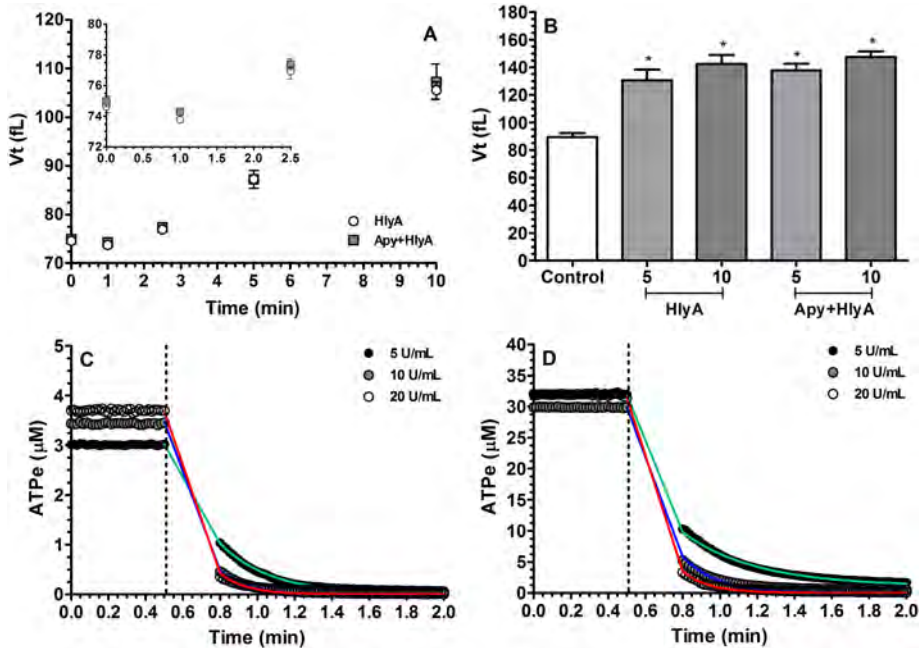 A
Vt (fL)
120
110
100
90
80
70
80
78
76
74
72
0.0 0.5 1.0 1.5 2.0 2.5
HlyA
Apy+HlyA
0 1 2 3 4 5 6 7 8 9 10
Time (min)
B
Vt (fL)
180
160
140
120
100
80
60
40
20
0
* * * *
Control 5 10 5 10
HlyA Apy+HlyA
C
ATPe (µM)
5
4
3
2
1
0
5 U/mL
10 U/mL
20 U/mL
0.0 0.2 0.4 0.6 0.8 1.0 1.2 1.4 1.6 1.8 2.0
Time (min)
D
ATPe (µM)
40
35
30
25
20
15
10
5
0
5 U/mL
10 U/mL
20 U/mL
0.0 0.2 0.4 0.6 0.8 1.0 1.2 1.4 1.6 1.8 2.0
Time (min)